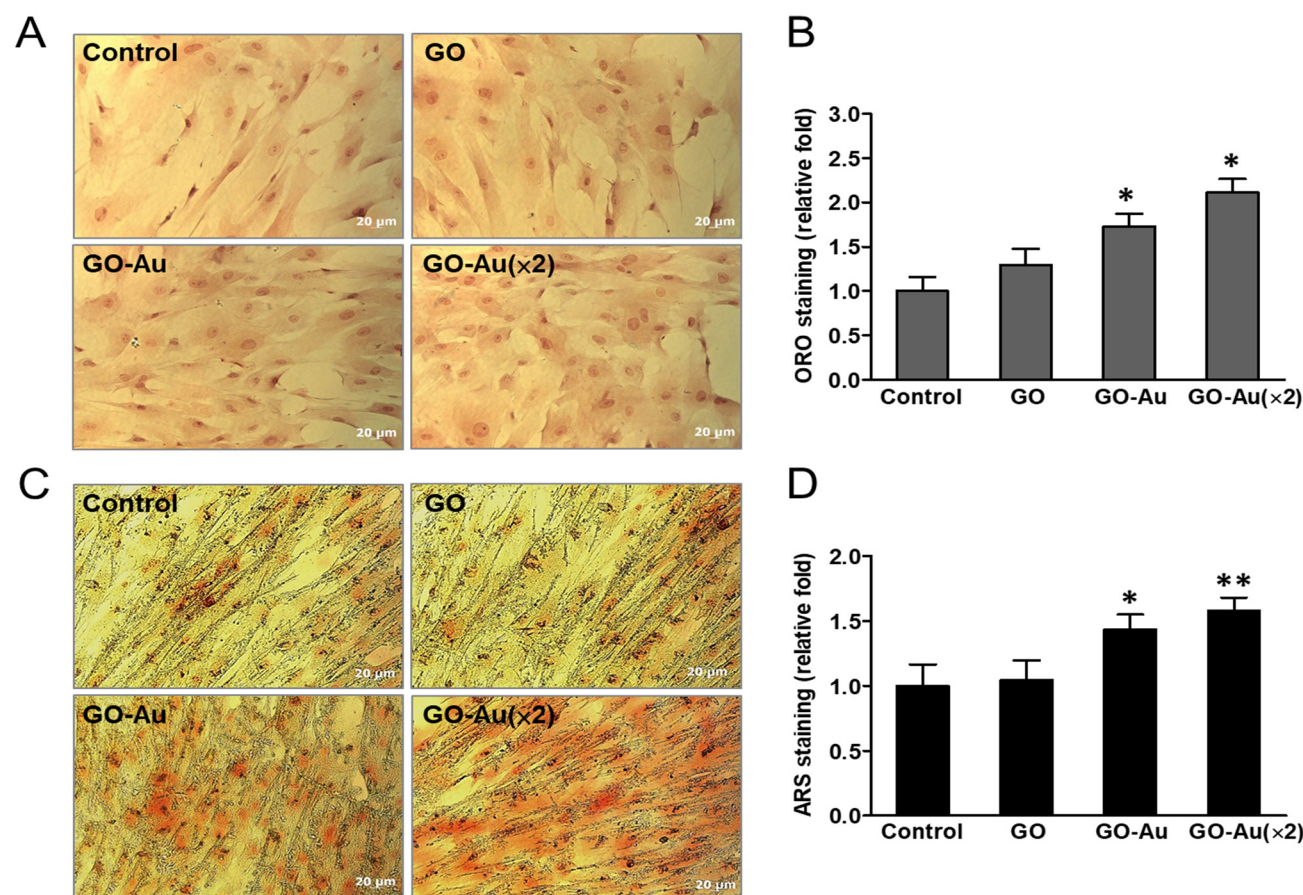 A
Control
20 μm
GO
20 μm
GO-Au
20 μm
GO-Au(×2)
20 μm
B
ORO staining (relative fold)
3.0
2.5
2.0
1.5
1.0
0.5
0.0
*
*
Control GO GO-Au GO-Au(×2)
C
Control
20 μm
GO
20 μm
GO-Au
20 μm
GO-Au(×2)
20 μm
D
ARS staining (relative fold)
2.0
1.5
1.0
0.5
0.0
*
**
Control GO GO-Au GO-Au(×2)